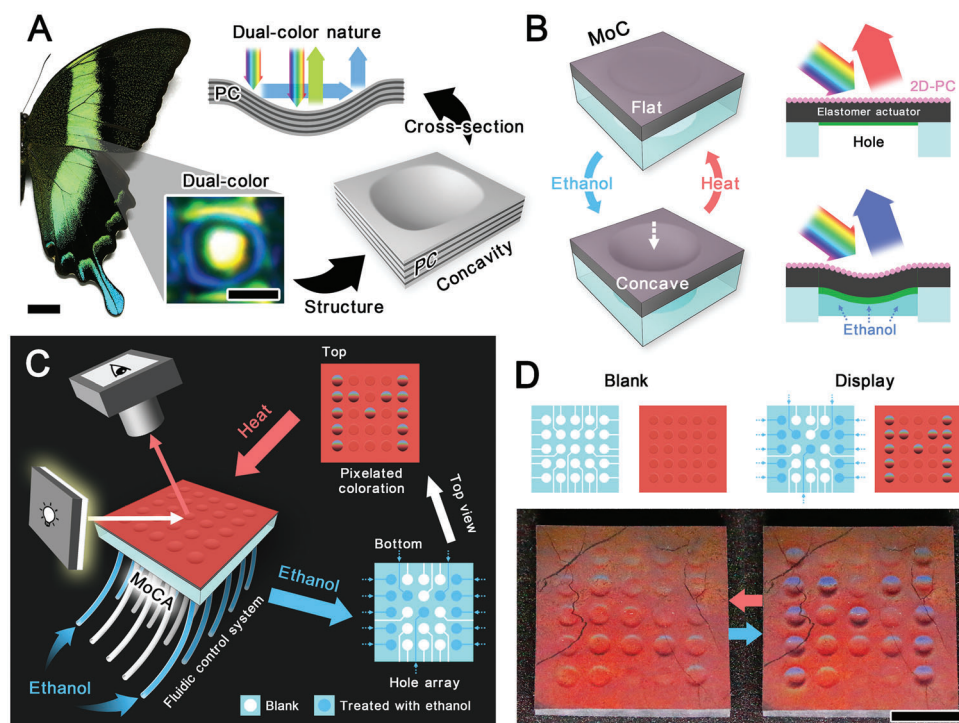 A
Dual-color nature
PC
Cross-section
Dual-color
Structure
PC
Concavity
B
MoC
Flat
Ethanol
Heat
Concave
2D-PC
Elastomer actuator
Hole
Ethanol
C
Top
Heat
Pixelated
coloration
Top view
MoCA
Ethanol
Bottom
Fluidic control system
Ethanol
Hole array
Blank
Treated with ethanol
D
Blank
Display